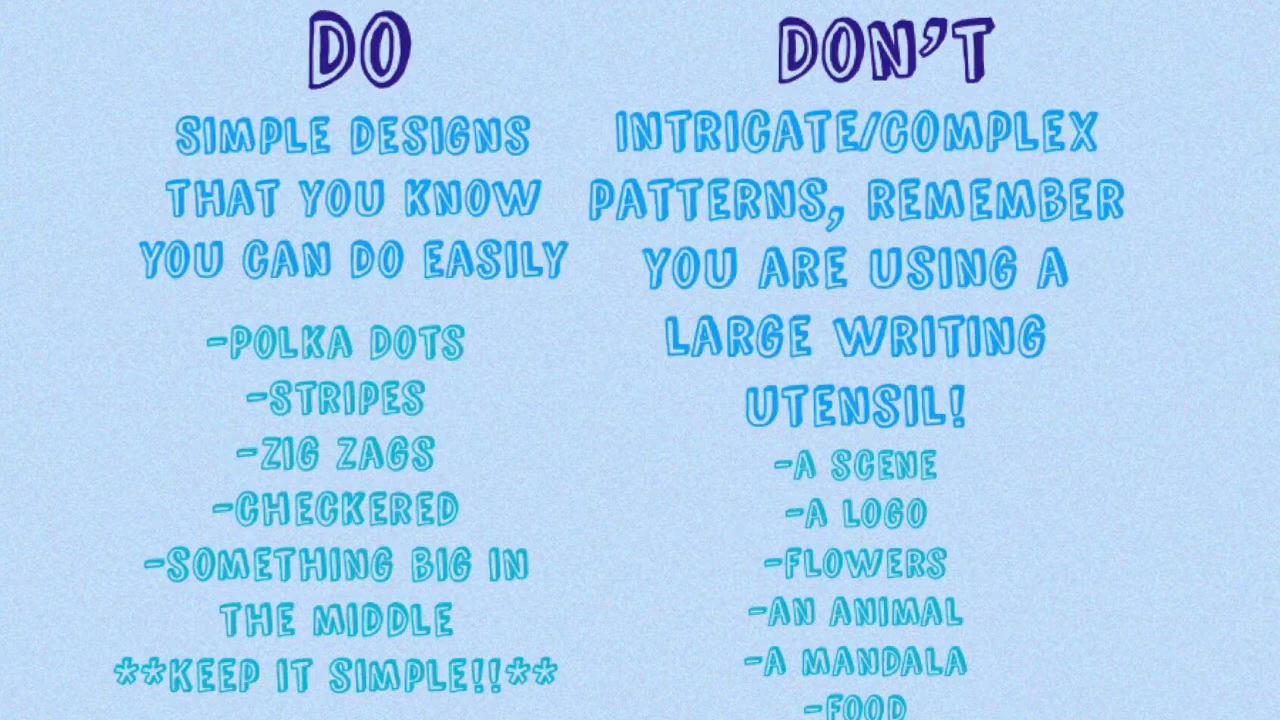 DO
SIMPLE DESIGNS
THAT YOU KNOW
YOU CAN DO EASILY
-POLKA DOTS
-STRIPES
-ZIG ZAGS
-CHECKERED
-SOMETHING BIG IN
THE MIDDLE
**KEEP IT SIMPLE!!**
DON'T
INTRICATE/COMPLEX
PATTERNS, REMEMBER
YOU ARE USING A
LARGE WRITING
UTENSIL!
-A SCENE
-A LOGO
-FLOWERS
-AN ANIMAL
-A MANDALA
-FOOD